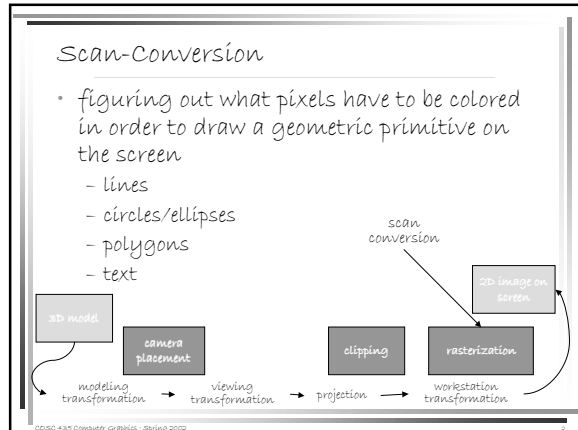 Scan-Conversion
• figuring out what pixels have to be colored
in order to draw a geometric primitive on
the screen
– lines
– circles/ellipses
– polygons
– text
scan
conversion
2D image on
screen
3D model
camera
placement
clipping
rasterization
modeling
transformation
viewing
transformation
projection
workstation
transformation
COSC 435 Computer Graphics - Spring 2002
2